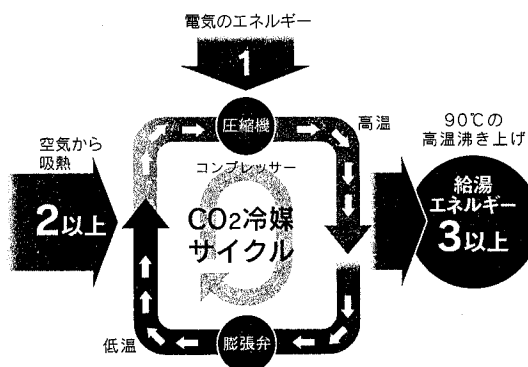 電気のエネルギー
1
圧縮機
高温
90℃の
高温沸き上げ
空気から
吸熱
コンプレッサー
2以上
CO2冷媒
サイクル
給湯
エネルギー
3以上
低温
膨張弁